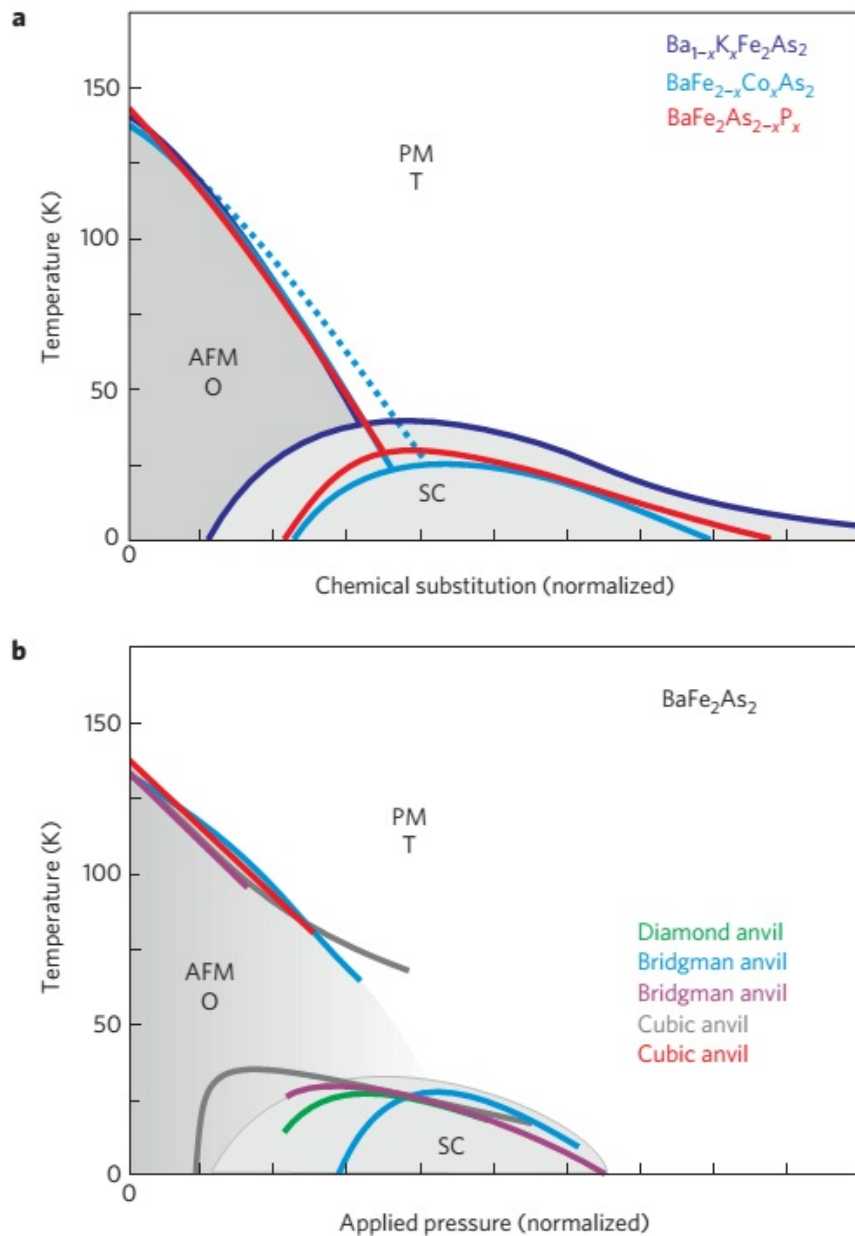 a
Ba₁₋ₓKₓFe₂As₂
BaFe₂₋ₓCoₓAs₂
BaFe₂As₂₋ₓPₓ
150
PM
T
100
Temperature (K)
AFM
O
50
SC
0
0
Chemical substitution (normalized)
b
BaFe₂As₂
150
PM
T
100
Temperature (K)
Diamond anvil
Bridgman anvil
Bridgman anvil
Cubic anvil
Cubic anvil
AFM
O
50
SC
0
0
Applied pressure (normalized)